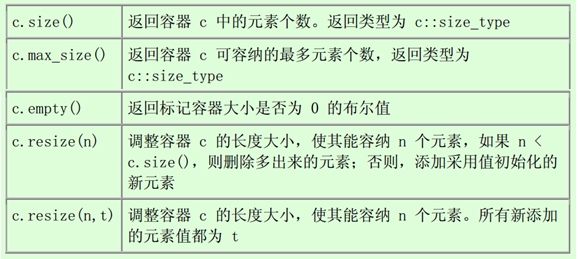 c.size() 返回容器 c 中的元素个数。返回类型为 c::size_type
c.max_size() 返回容器 c 可容纳的最多元素个数，返回类型为
c::size_type
c.empty() 返回标记容器大小是否为 0 的布尔值
c.resize(n) 调整容器 c 的长度大小，使其能容纳 n 个元素，如果 n <
c.size()，则删除多出来的元素；否则，添加采用值初始化的
新元素
c.resize(n,t) 调整容器 c 的长度大小，使其能容纳 n 个元素。所有新添加
的元素值都为 t